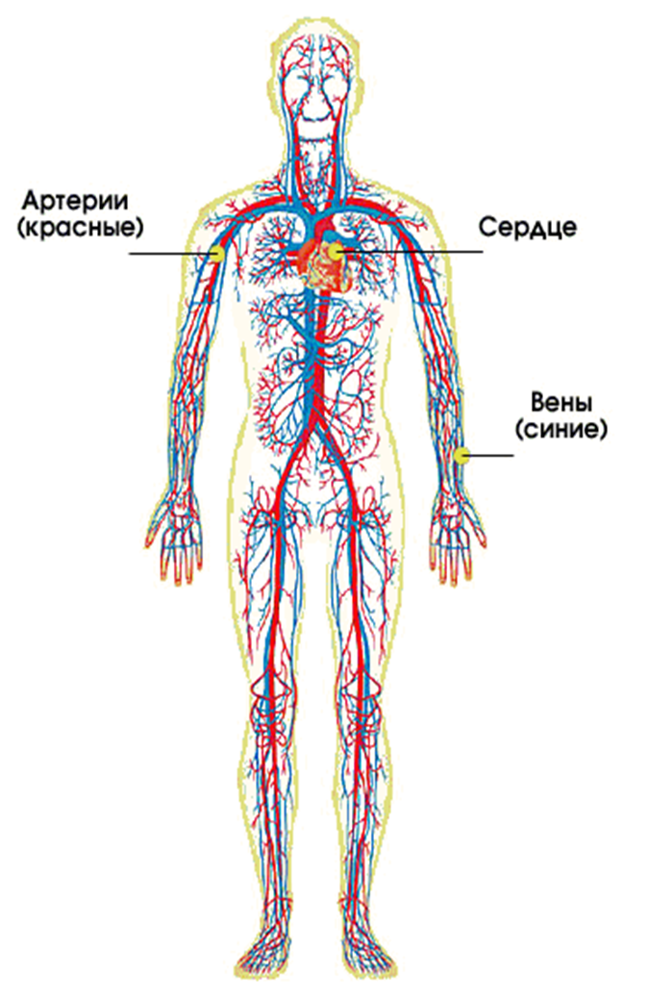 Артерии
(красные)
Сердце
Вены
(синие)